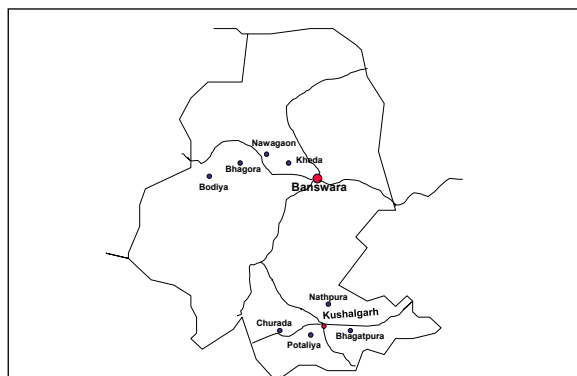 Nawagaon
Kheda
Bhagora
Bodiya
Banswara
Nathpura
Kushalgarh
Churada
Bhagatpura
Potaliya